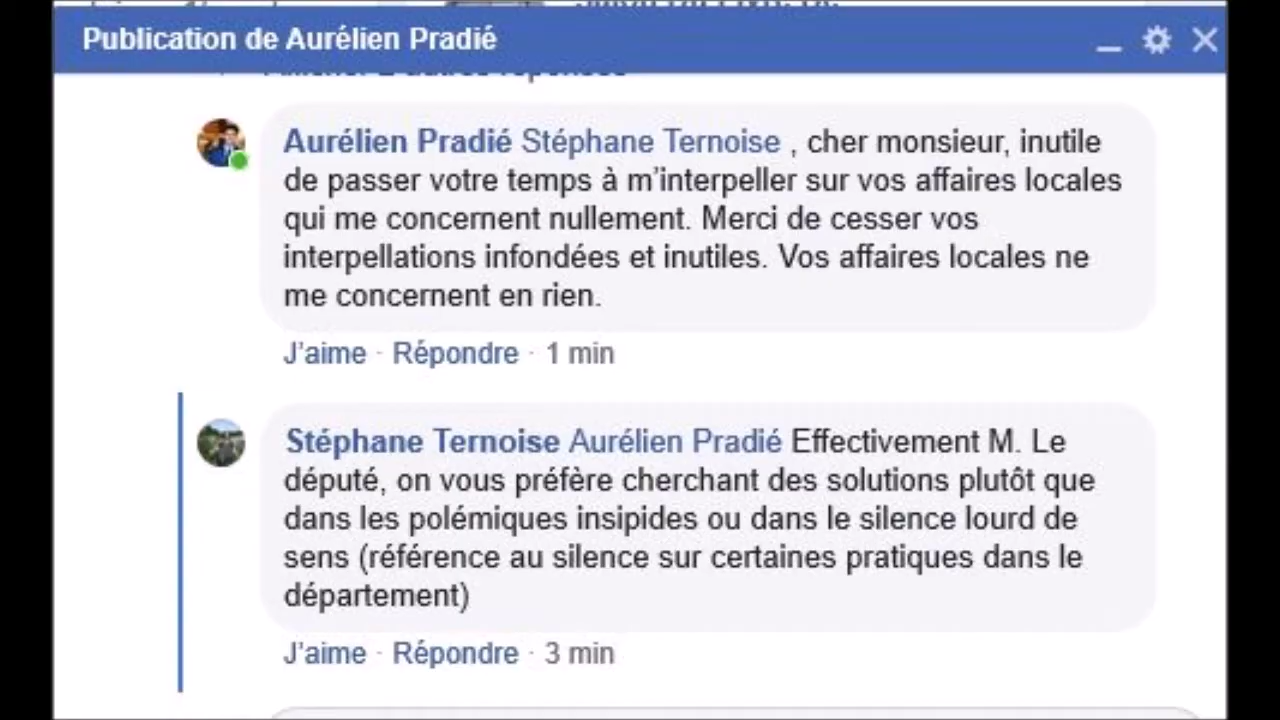 Publication de Aurélien Pradié
Aurélien Pradié Stéphane Ternoise , cher monsieur, inutile
de passer votre temps à m'interpeller sur vos affaires locales
qui me concernent nullement. Merci de cesser vos
interpellations infondées et inutiles. Vos affaires locales ne
me concernent en rien.
J'aime · Répondre · 1 min
Stéphane Ternoise Aurélien Pradié Effectivement M. Le
député, on vous préfère cherchant des solutions plutôt que
dans les polémiques insipides ou dans le silence lourd de
sens (référence au silence sur certaines pratiques dans le
département)
J'aime · Répondre · 3 min